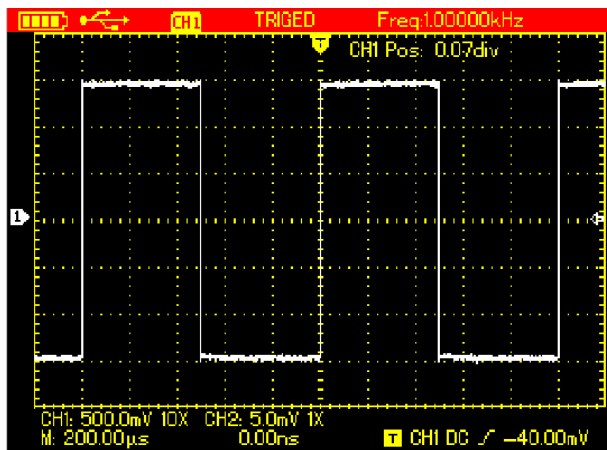 CH1 TRIGED Freq:1.00000kHz
T
CH1 Pos: 0.07div
1
CH1: 500.0mV 10X CH2: 5.0mV 1X
M: 200.00µs 0.00ns T CH1 DC -40.00mV